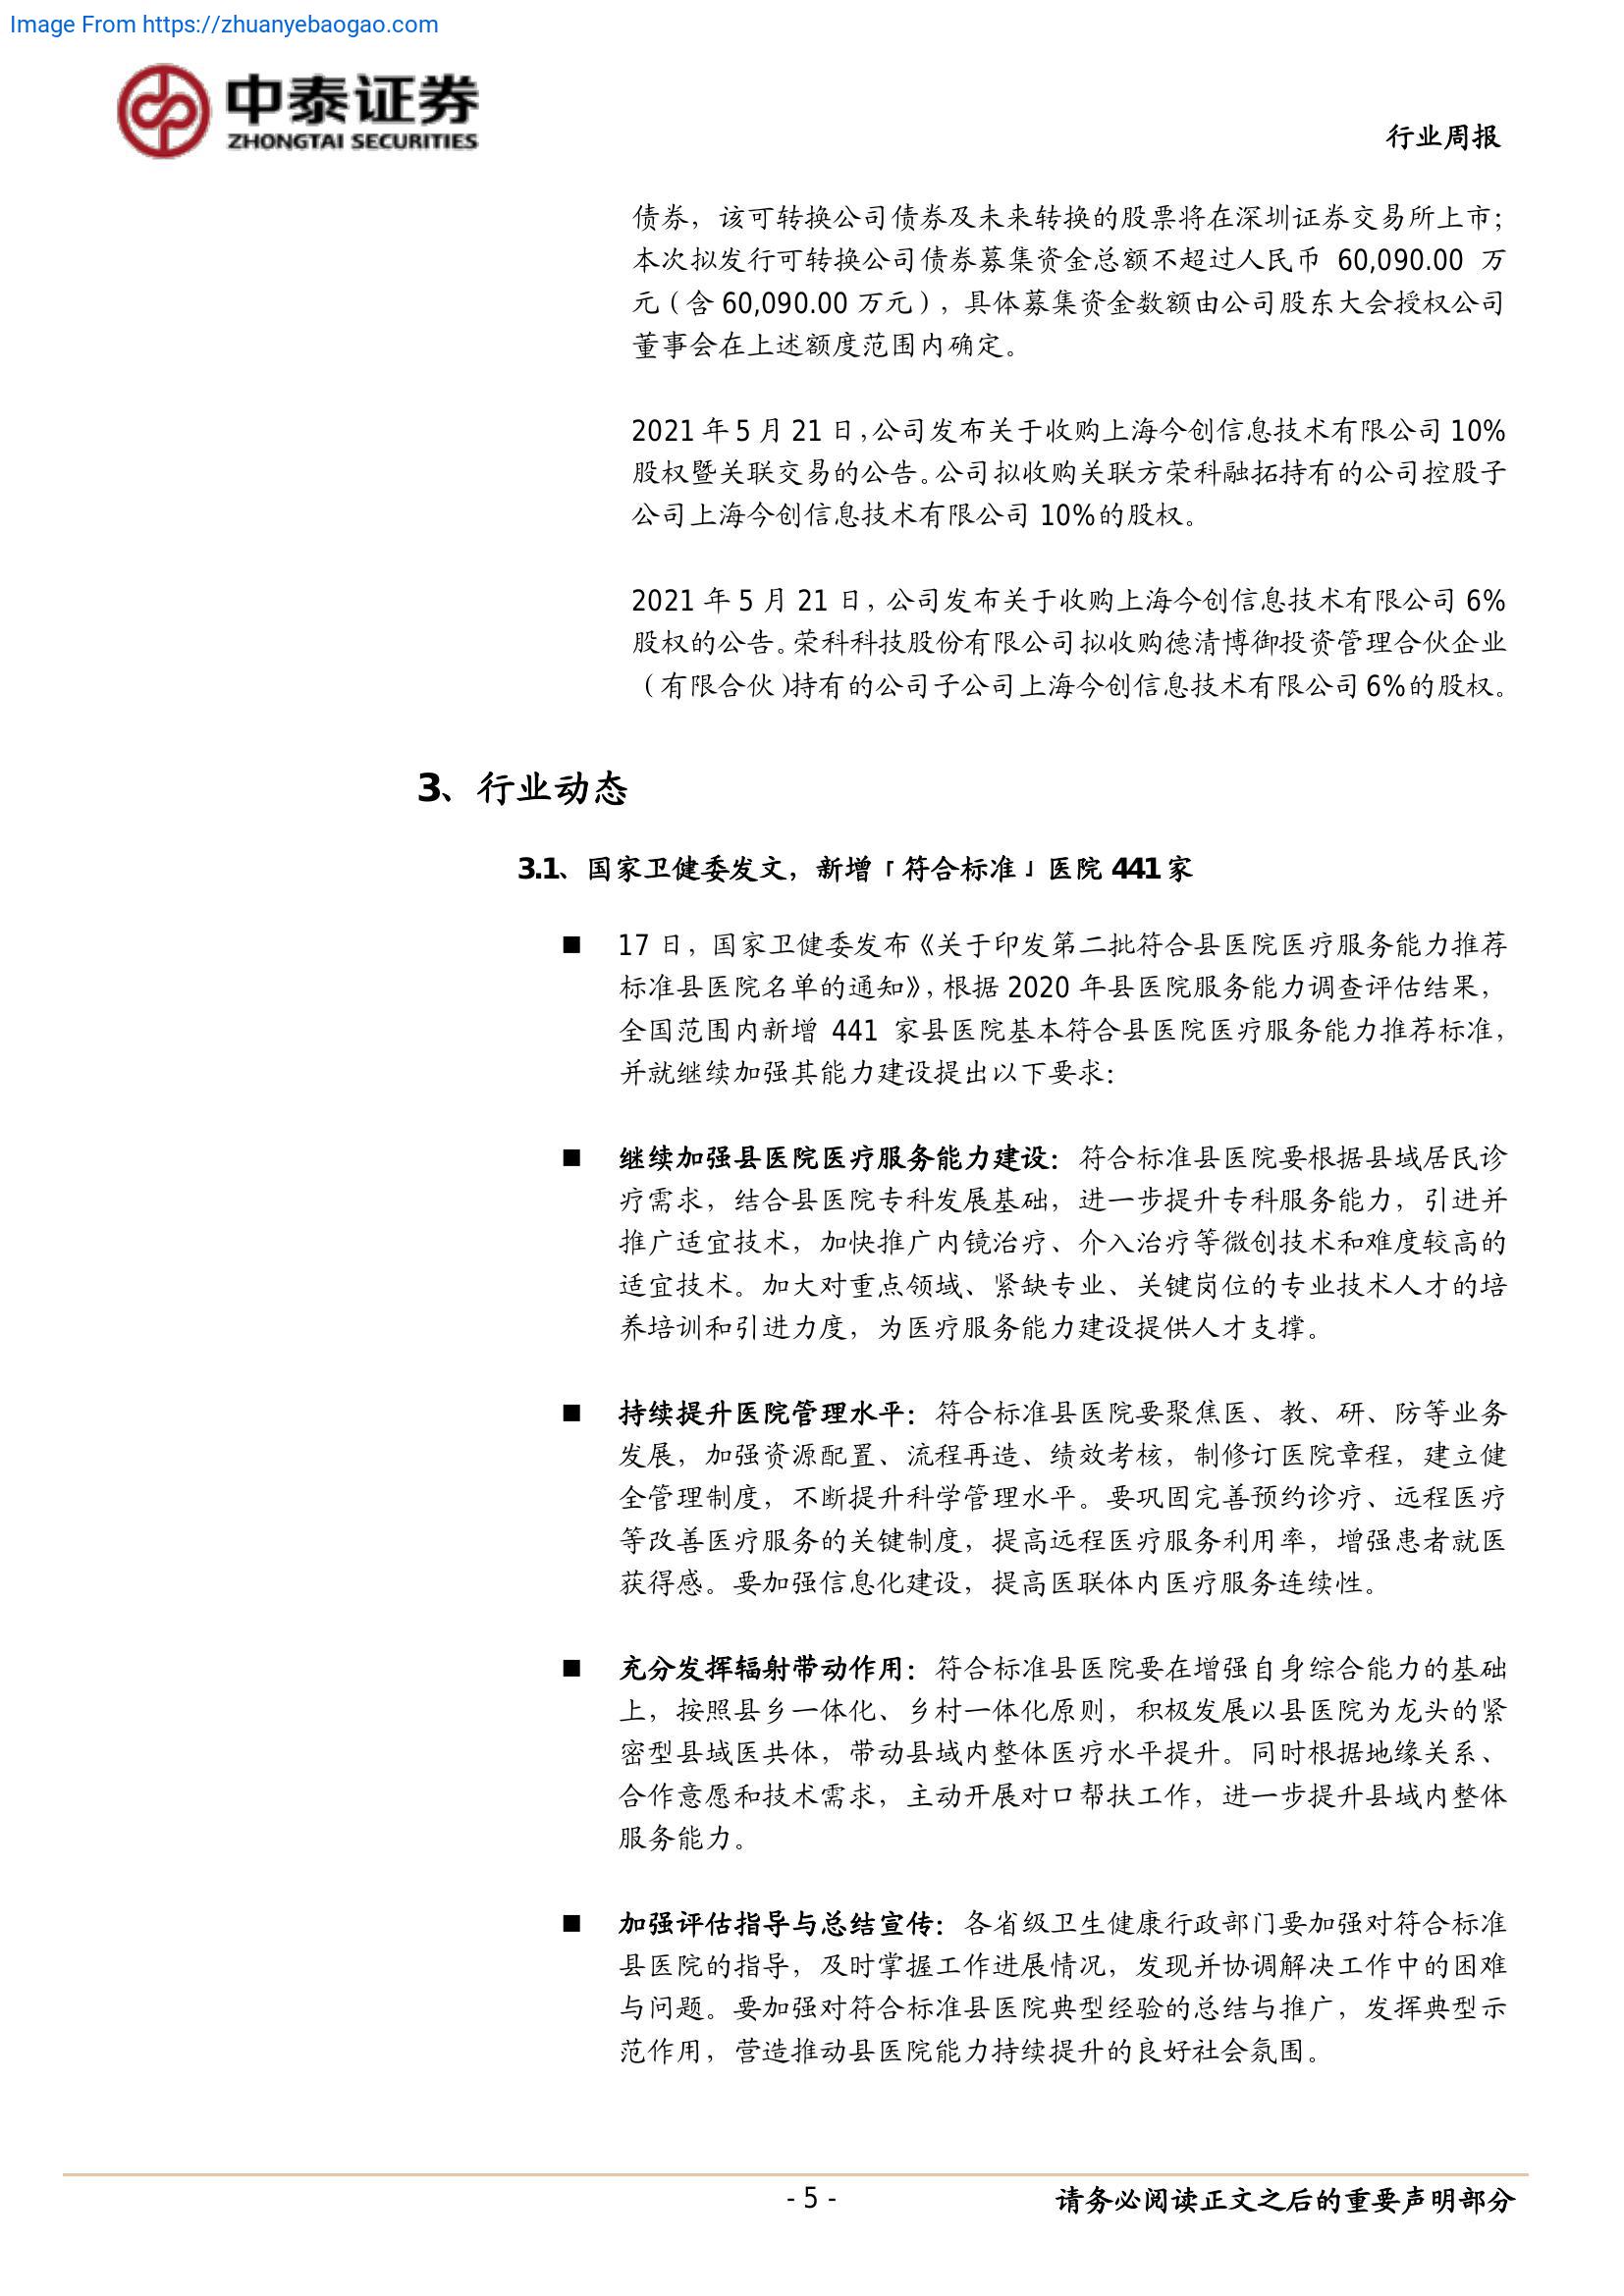 Image From https://zhuanyebaogao.com
中泰证券
ZHONGTAI SECURITIES
行业周报
债券，该可转换公司债券及未来转换的股票将在深圳证券交易所上市；
本次拟发行可转换公司债券募集资金总额不超过人民币 60,090.00 万
元（含 60,090.00 万元），具体募集资金数额由公司股东大会授权公司
董事会在上述额度范围内确定。
2021 年 5 月 21 日，公司发布关于收购上海今创信息技术有限公司 10%
股权暨关联交易的公告。公司拟收购关联方荣科融拓持有的公司控股子
公司上海今创信息技术有限公司 10%的股权。
2021 年 5 月 21 日，公司发布关于收购上海今创信息技术有限公司 6%
股权的公告。荣科科技股份有限公司拟收购德清博御投资管理合伙企业
（有限合伙）持有的公司子公司上海今创信息技术有限公司 6%的股权。
3、行业动态
3.1、国家卫健委发文，新增「符合标准」医院 441 家
■ 17 日，国家卫健委发布《关于印发第二批符合县医院医疗服务能力推荐
标准县医院名单的通知》，根据 2020 年县医院服务能力调查评估结果，
全国范围内新增 441 家县医院基本符合县医院医疗服务能力推荐标准，
并就继续加强其能力建设提出以下要求：
■ 继续加强县医院医疗服务能力建设：符合标准县医院要根据县域居民诊
疗需求，结合县医院专科发展基础，进一步提升专科服务能力，引进并
推广适宜技术，加快推广内镜治疗、介入治疗等微创技术和难度较高的
适宜技术。加大对重点领域、紧缺专业、关键岗位的专业技术人才的培
养培训和引进力度，为医疗服务能力建设提供人才支撑。
■ 持续提升医院管理水平：符合标准县医院要聚焦医、教、研、防等业务
发展，加强资源配置、流程再造、绩效考核，制修订医院章程，建立健
全管理制度，不断提升科学管理水平。要巩固完善预约诊疗、远程医疗
等改善医疗服务的关键制度，提高远程医疗服务利用率，增强患者就医
获得感。要加强信息化建设，提高医联体内医疗服务连续性。
■ 充分发挥辐射带动作用：符合标准县医院要在增强自身综合能力的基础
上，按照县乡一体化、乡村一体化原则，积极发展以县医院为龙头的紧
密型县域医共体，带动县域内整体医疗水平提升。同时根据地缘关系、
合作意愿和技术需求，主动开展对口帮扶工作，进一步提升县域内整体
服务能力。
■ 加强评估指导与总结宣传：各省级卫生健康行政部门要加强对符合标准
县医院的指导，及时掌握工作进展情况，发现并协调解决工作中的困难
与问题。要加强对符合标准县医院典型经验的总结与推广，发挥典型示
范作用，营造推动县医院能力持续提升的良好社会氛围。
- 5 -
请务必阅读正文之后的重要声明部分